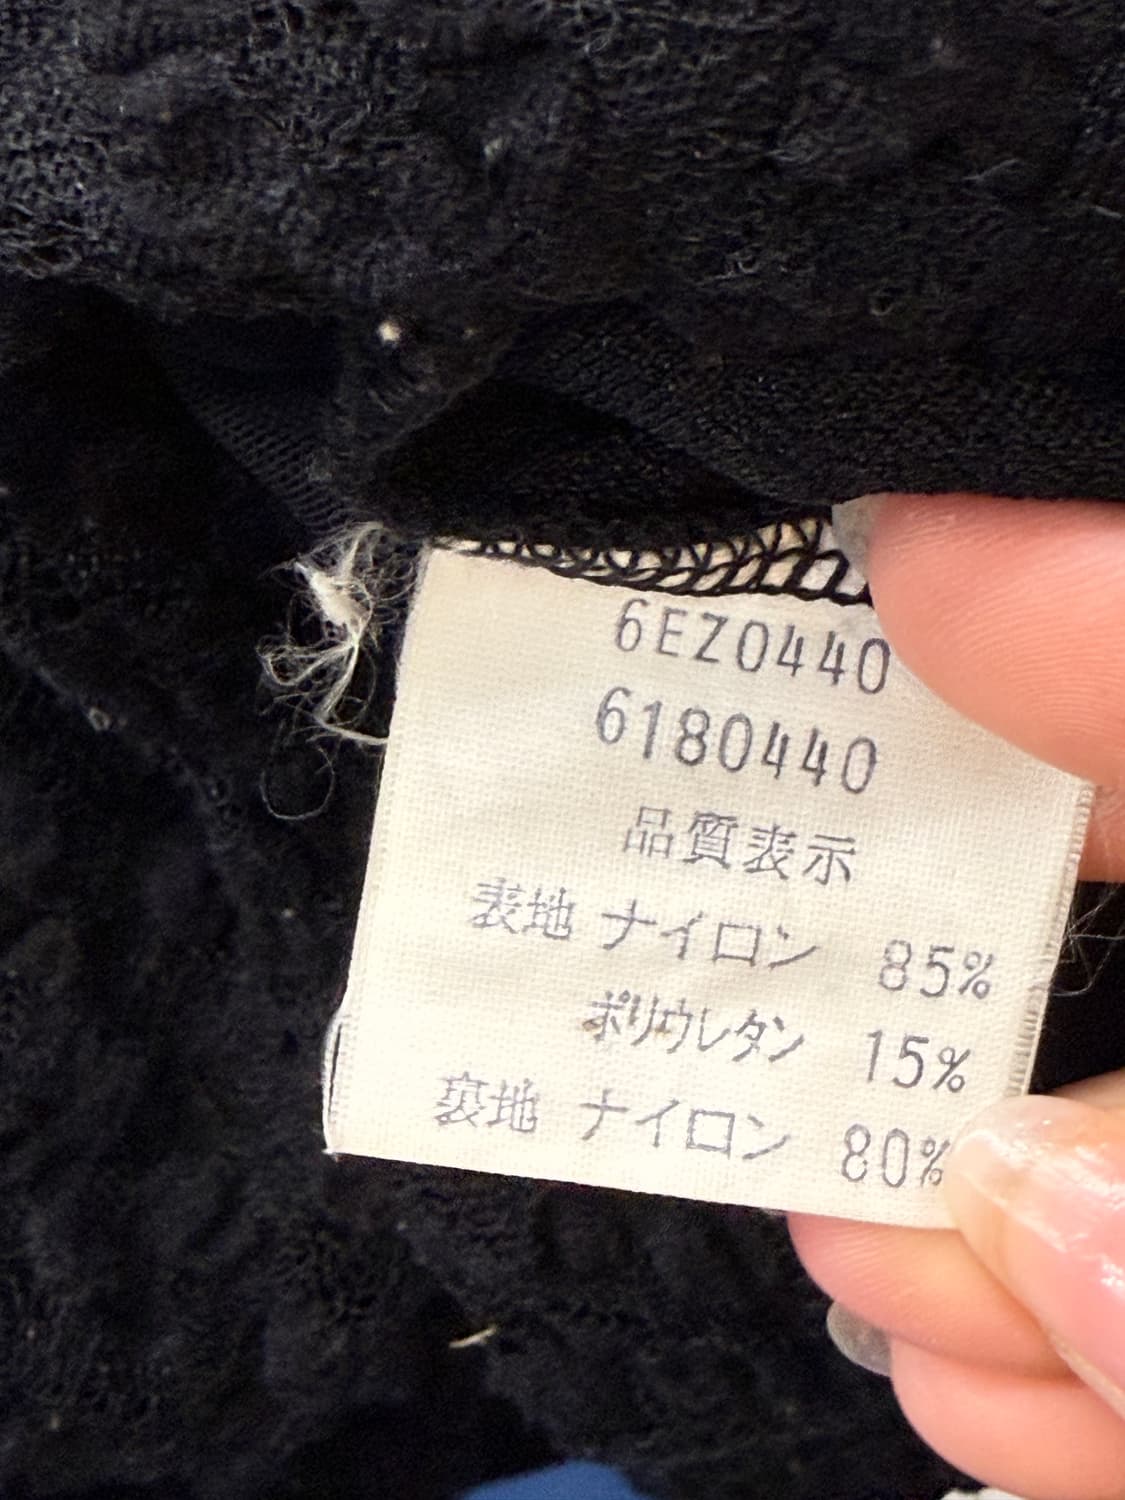 6EZ0440
6180440
品質表示
表地 ナイロン 85%
ポリウレタン 15%
裏地 ナイロン 80%